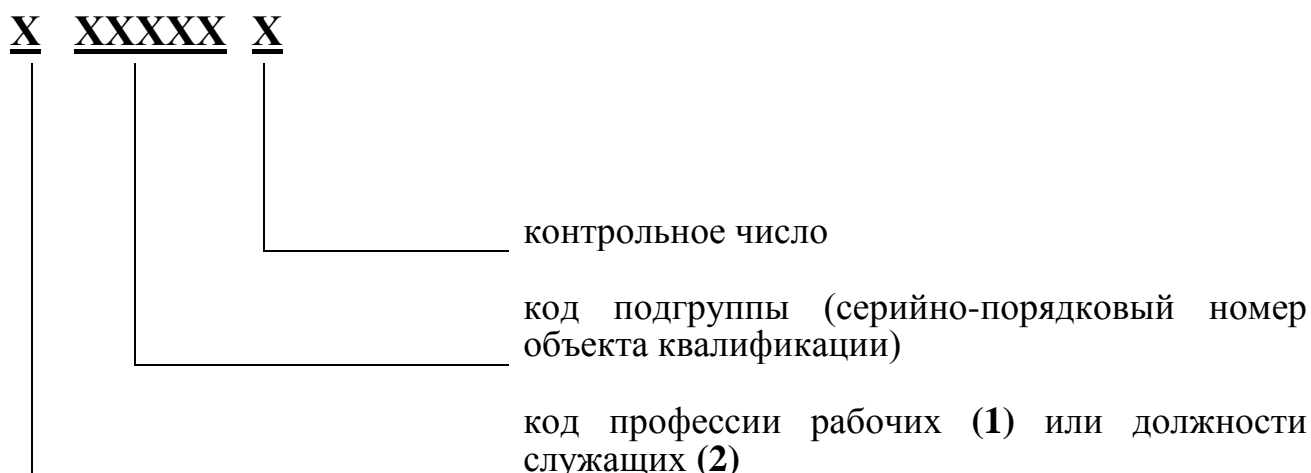 X XXXXX X
контрольное число
код подгруппы (серийно-порядковый номер
объекта квалификации)
код профессии рабочих (1) или должности
служащих (2)